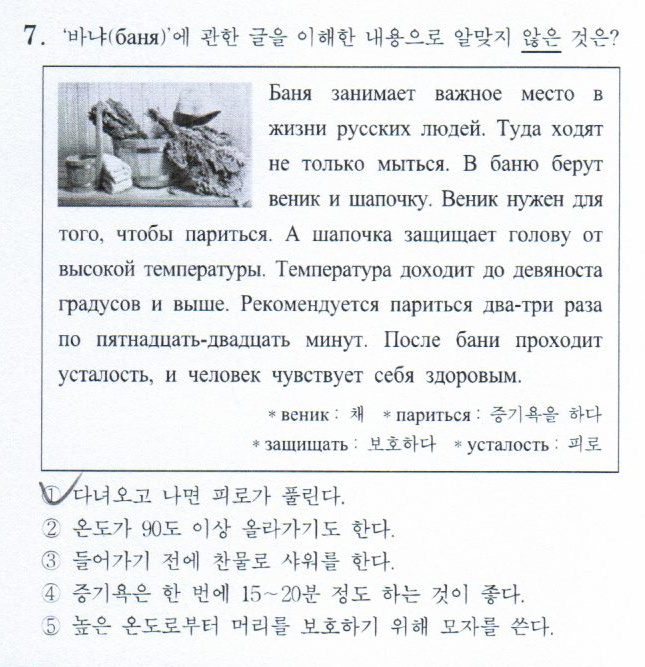 7. ‘바냐(баня)’에 관한 글을 이해한 내용으로 알맞지 않은 것은?
Баня занимает важное место в
жизни русских людей. Туда ходят
не только мыться. В баню берут
веник и шапочку. Веник нужен для
того, чтобы париться. А шапочка защищает голову от
высокой температуры. Температура доходит до девяноста
градусов и выше. Рекомендуется париться два-три раза
по пятнадцать-двадцать минут. После бани проходит
усталость, и человек чувствует себя здоровым.
* веник : 채 * париться : 증기욕을 하다
* защищать : 보호하다 * усталость : 피로
① 다녀오고 나면 피로가 풀린다.
② 온도가 90도 이상 올라가기도 한다.
③ 들어가기 전에 찬물로 샤워를 한다.
④ 증기욕은 한 번에 15~20분 정도 하는 것이 좋다.
⑤ 높은 온도로부터 머리를 보호하기 위해 모자를 쓴다.